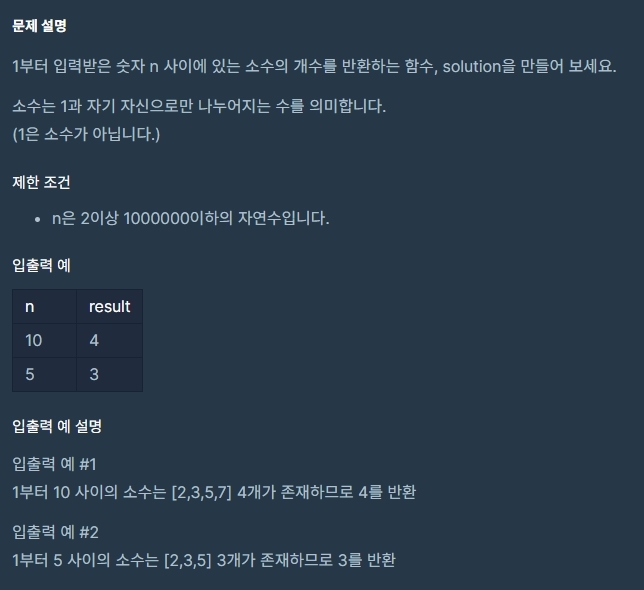 문제 설명
1부터 입력받은 숫자 n 사이에 있는 소수의 개수를 반환하는 함수, solution을 만들어 보세요.
소수는 1과 자기 자신으로만 나누어지는 수를 의미합니다.
(1은 소수가 아닙니다.)
제한 조건
• n은 2이상 1000000이하의 자연수입니다.
입출력 예
n result
10 4
5 3
입출력 예 설명
입출력 예 #1
1부터 10 사이의 소수는 [2,3,5,7] 4개가 존재하므로 4를 반환
입출력 예 #2
1부터 5 사이의 소수는 [2,3,5] 3개가 존재하므로 3를 반환